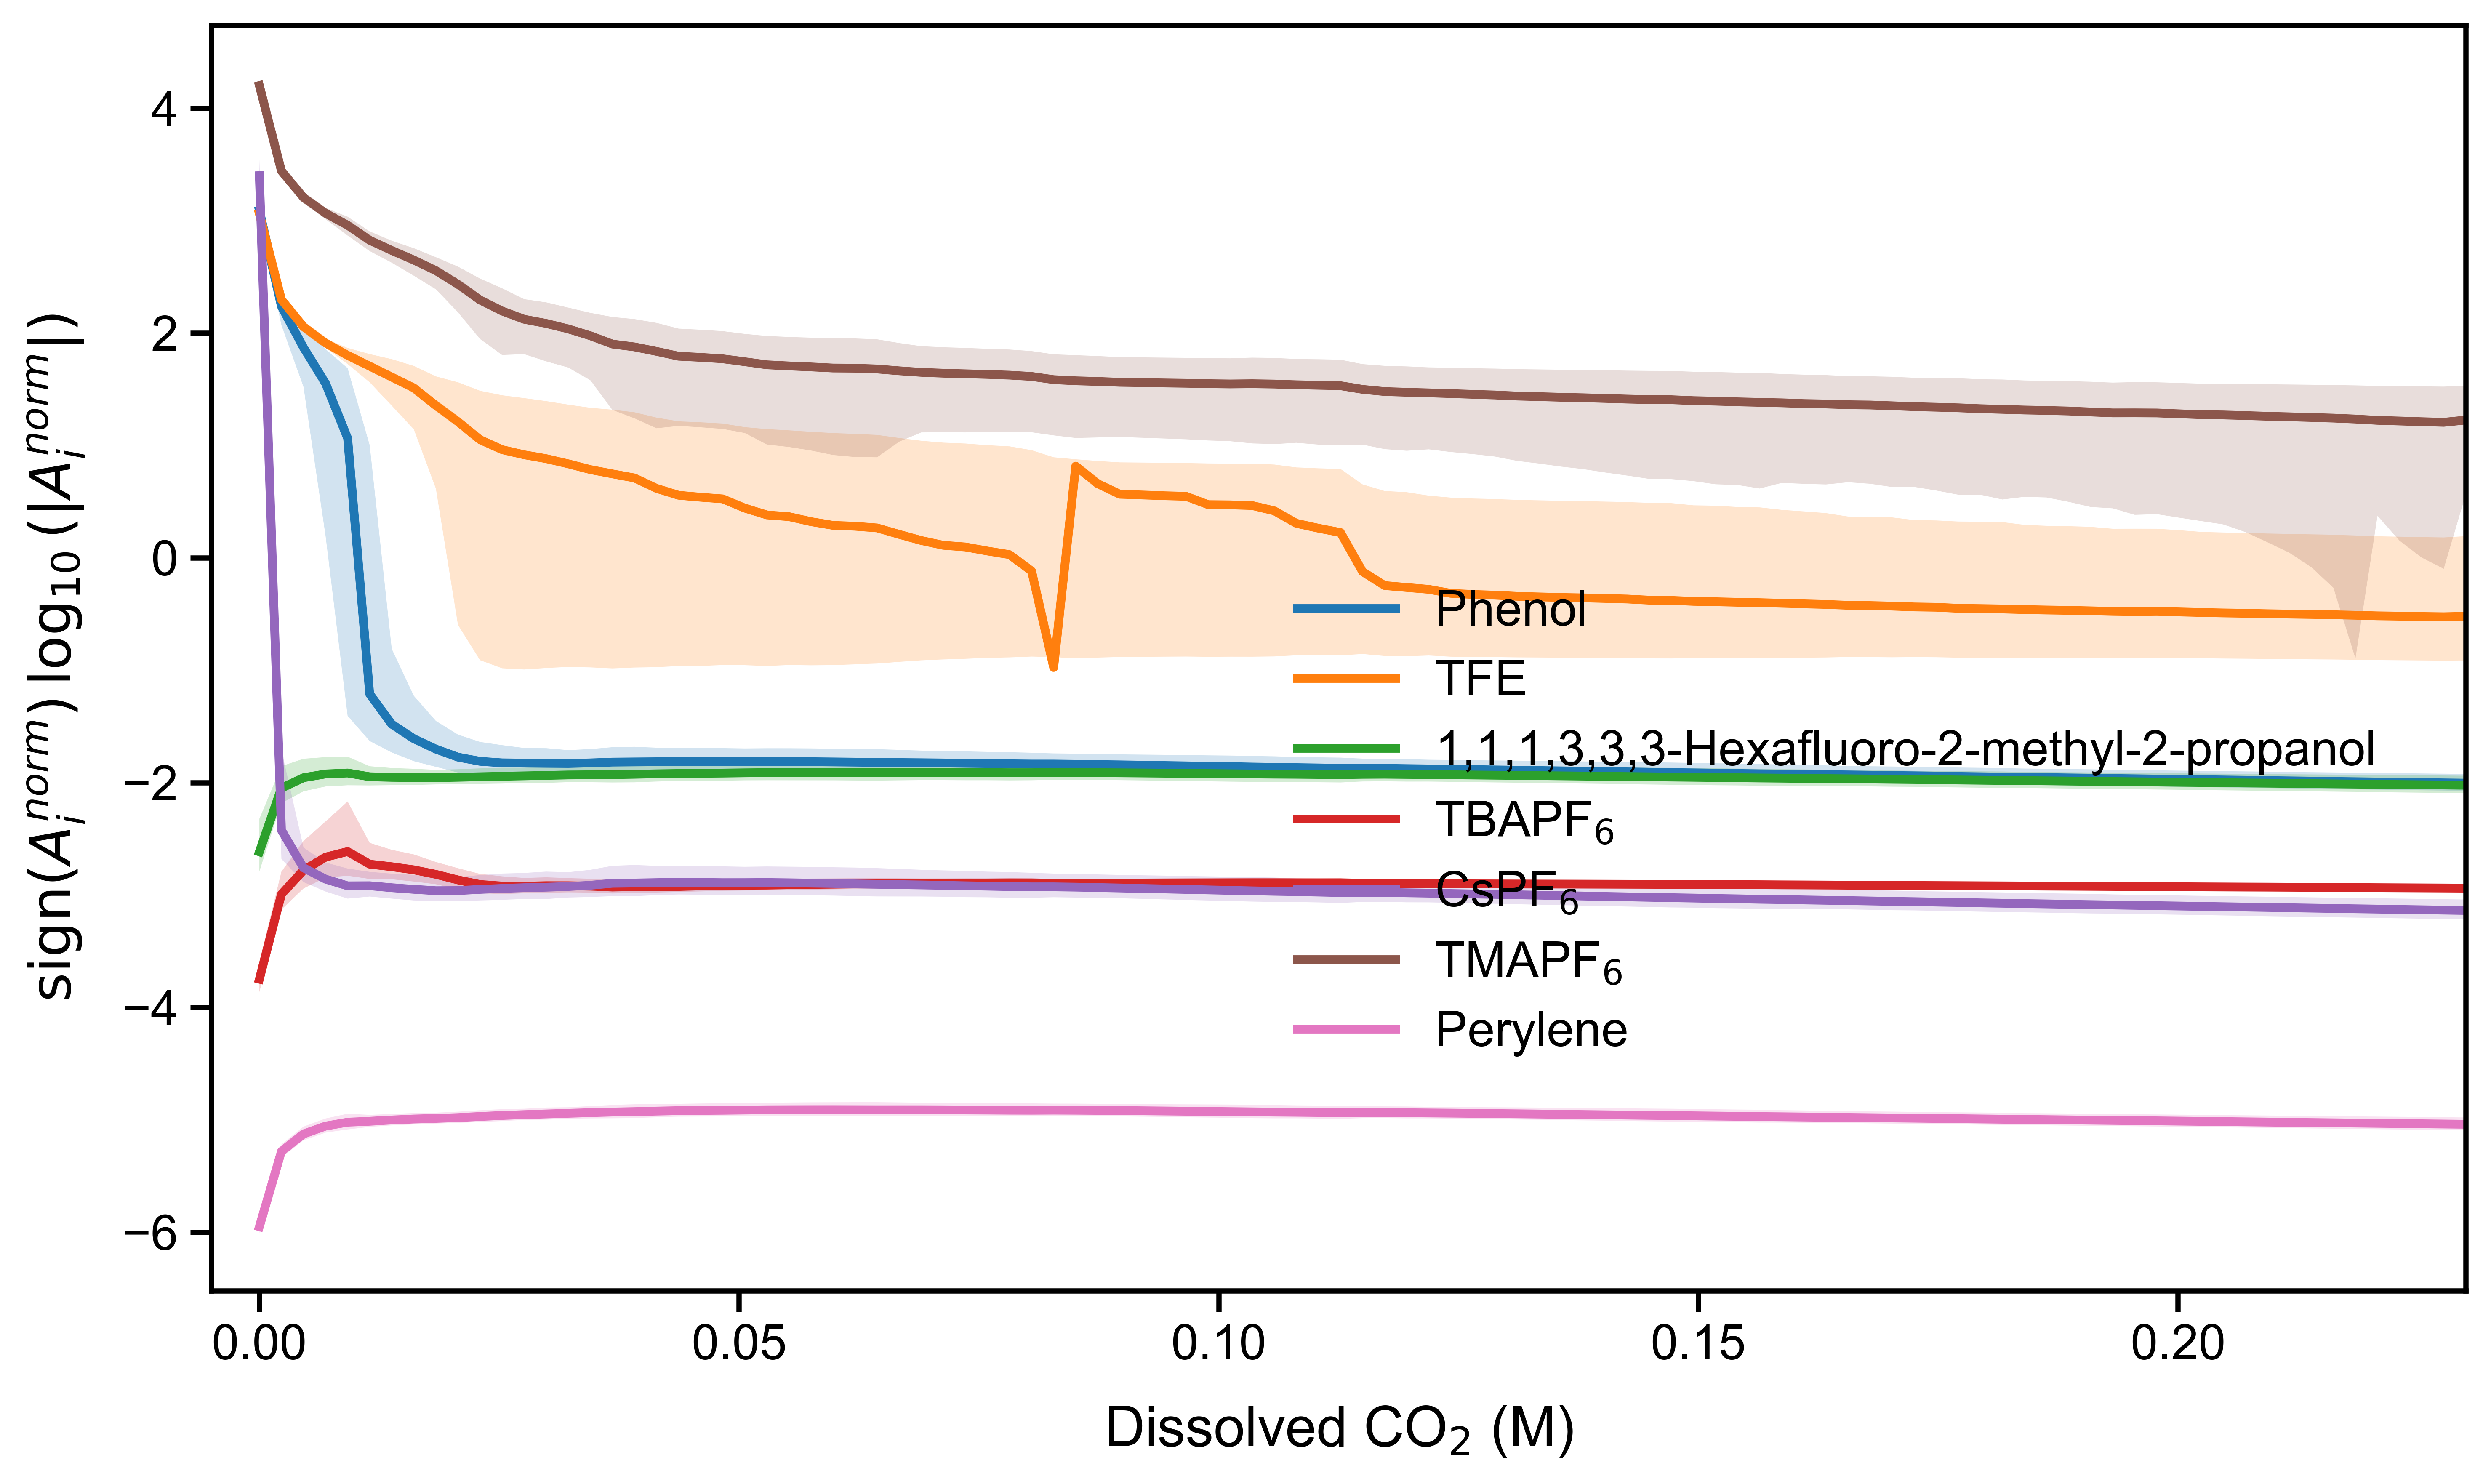 sign(A_i^norm) log₁₀ (|A_i^norm|)
4
2
0
−2
−4
−6
Phenol
TFE
1,1,1,3,3,3-Hexafluoro-2-methyl-2-propanol
TBAPF₆
CsPF₆
TMAPF₆
Perylene
0.00 0.05 0.10 0.15 0.20
Dissolved CO₂ (M)